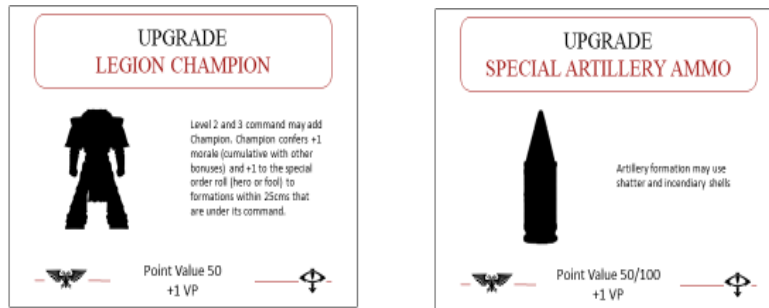 UPGRADE
LEGION CHAMPION
Level 2 and 3 command may add
Champion. Champion confers +1
morale (cumulative with other
bonuses) and +1 to the special
order roll (hero or fool) to
formations within 25cms that
are under its command.
Point Value 50
+1 VP
UPGRADE
SPECIAL ARTILLERY AMMO
Artillery formation may use
shatter and incendiary shells
Point Value 50/100
+1 VP